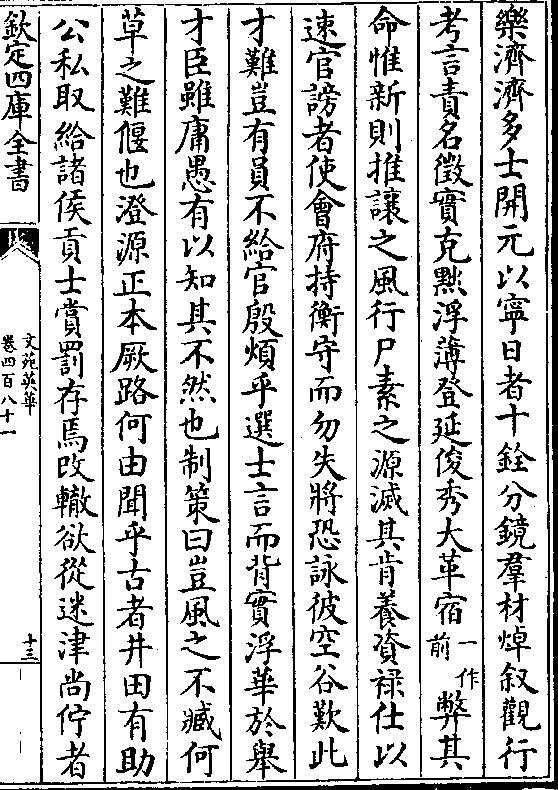 樂濟濟多士開元以寧日者十銓分鏡羣材焯叙觀行
考言責名徵實克黜浮薄登延俊秀大革宿一作前弊其
命惟新則推讓之風行尸素之源滅其肯養資禄仕以
速官謗者使會府持衡守而勿失將恐詠彼空谷歎此
才難豈有員不給官殷煩乎選士言而背實浮華於舉
才臣雖庸愚有以知其不然也制策曰豈風之不臧何
草之難偃也澄源正本厥路何由聞乎古者井田有助
公私取給諸侯貢士賞罰存焉改轍欲從迷津尚佇者
欽定四庫全書
文苑英華
卷四百八十一
十三